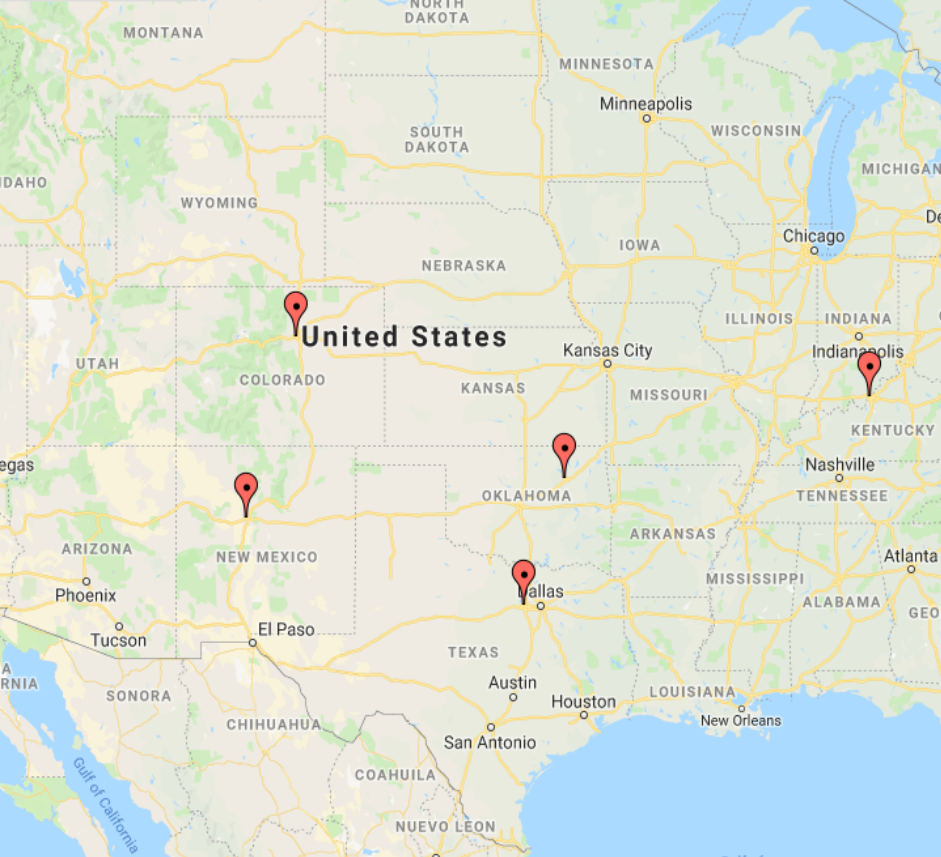 NORTH
DAKOTA
MONTANA
MINNESOTA
Minneapolis
SOUTH
DAKOTA
WISCONSIN
MICHIGAN
IDAHO
WYOMING
De
Chicago
IOWA
NEBRASKA
ILLINOIS
INDIANA
United States
Indianapolis
Kansas City
UTAH
COLORADO
KANSAS
MISSOURI
KENTUCKY
egas
Nashville
OKLAHOMA
TENNESSEE
ARKANSAS
ARIZONA
NEW MEXICO
Atlanta
MISSISSIPPI
Phoenix
Dallas
ALABAMA
GEO
El Paso
Tucson
TEXAS
A
RNIA
Austin
LOUISIANA
SONORA
Houston
New Orleans
CHIHUAHUA
San Antonio
COAHUILA
Gulf of California
NUEVO LEON